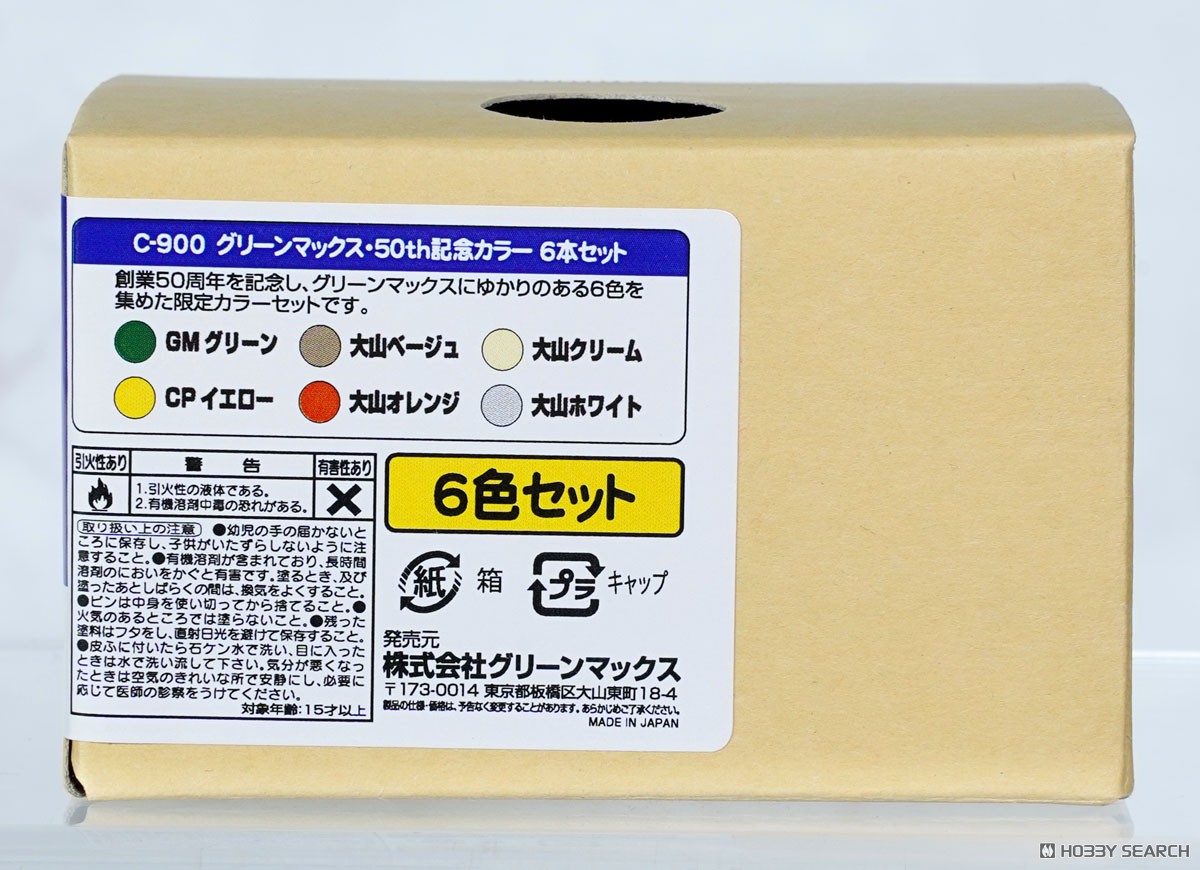 C-900 グリーンマックス・50th記念カラー 6本セット
創業50周年を記念し、グリーンマックスにゆかりのある6色を
集めた限定カラーセットです。
GMグリーン 大山ベージュ 大山クリーム
CPイエロー 大山オレンジ 大山ホワイト
引火性あり 警告 有害性あり
1.引火性の液体である。
2.有機溶剤中毒の恐れがある。
取り扱い上の注意 ●幼児の手の届かないと
ころに保存し、子供がいたずらしないように注
意すること。●有機溶剤が含まれており、長時間
溶剤のにおいをかぐと有害です。塗るとき、及び
塗ったあとしばらくの間は、換気をよくすること。
●ビンは中身を使い切ってから捨てること。●
火気のあるところでは塗らないこと。●残った
塗料はフタをし、直射日光を避けて保存すること。
●皮ふに付いたら石ケン水で洗い、目に入った
ときは水で洗い流して下さい。気分が悪くなっ
たときは空気のきれいな所で安静にし、必要に
応じて医師の診察をうけてください。
対象年齢:15才以上
6色セット
紙 箱 プラ キャップ
発売元
株式会社グリーンマックス
〒173-0014 東京都板橋区大山東町18-4
製品の仕様・価格は、予告なく変更することがあります。あらかじめご了承ください。
MADE IN JAPAN
HOBBY SEARCH